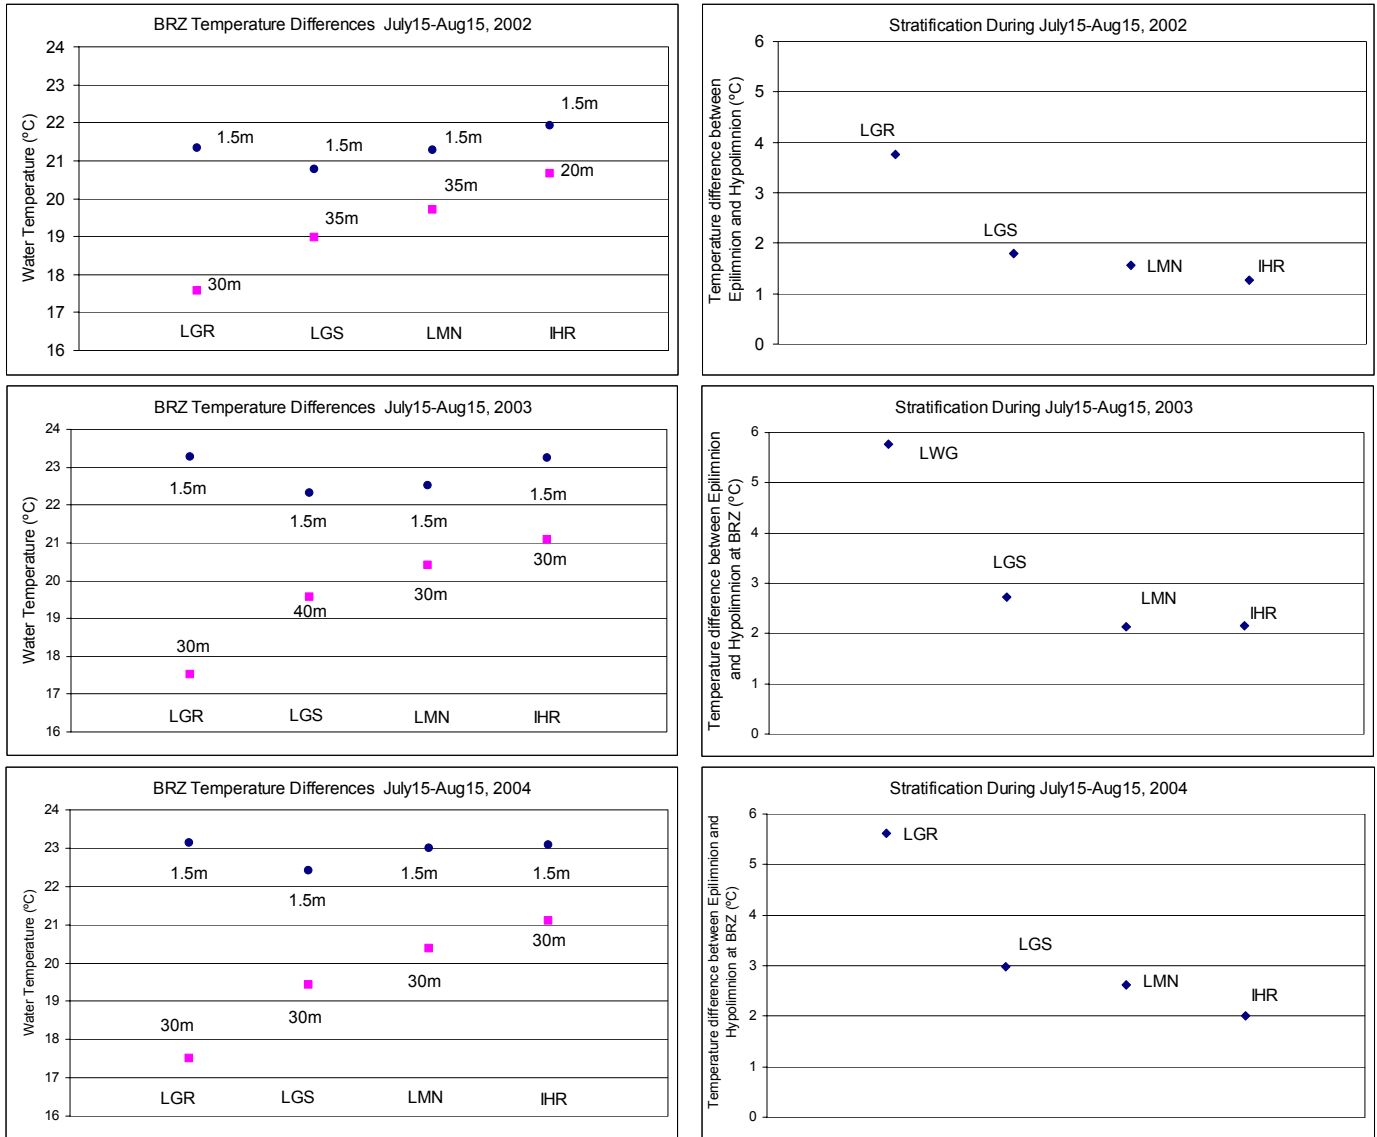 BRZ Temperature Differences July15-Aug15, 2002
Water Temperature (ºC)
24
23
22
21
20
19
18
17
16
1.5m
1.5m
1.5m
1.5m
30m
35m
35m
20m
LGR
LGS
LMN
IHR
Stratification During July15-Aug15, 2002
Temperature difference between
Epilimnion and Hypolimnion (ºC)
6
5
4
3
2
1
0
LGR
LGS
LMN
IHR
BRZ Temperature Differences July15-Aug15, 2003
Water Temperature (ºC)
24
23
22
21
20
19
18
17
16
1.5m
1.5m
1.5m
1.5m
30m
40m
30m
30m
LGR
LGS
LMN
IHR
Stratification During July15-Aug15, 2003
Temperature difference between Epilimnion
and Hypolimnion at BRZ (ºC)
6
5
4
3
2
1
0
LWG
LGS
LMN
IHR
BRZ Temperature Differences July15-Aug15, 2004
Water Temperature (ºC)
24
23
22
21
20
19
18
17
16
1.5m
1.5m
1.5m
1.5m
30m
30m
30m
30m
LGR
LGS
LMN
IHR
Stratification During July15-Aug15, 2004
Temperature difference between Epilimnion and
Hypolimnion at BRZ (ºC)
6
5
4
3
2
1
0
LGR
LGS
LMN
IHR